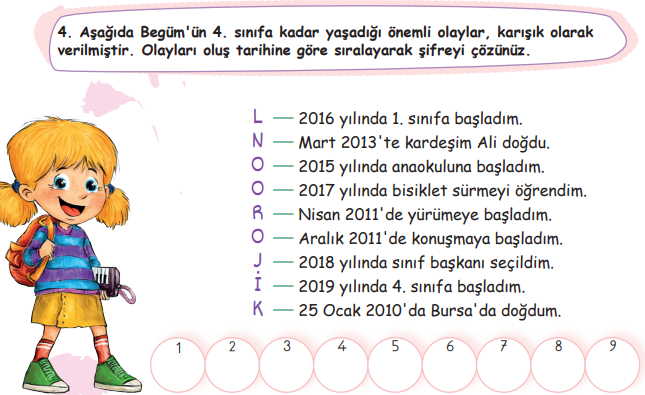 4. Aşağıda Begüm'ün 4. sınıfa kadar yaşadığı önemli olaylar, karışık olarak
verilmiştir. Olayları oluş tarihine göre sıralayarak şifreyi çözünüz.
L — 2016 yılında 1. sınıfa başladım.
N — Mart 2013'te kardeşim Ali doğdu.
O — 2015 yılında anaokuluna başladım.
O — 2017 yılında bisiklet sürmeyi öğrendim.
R — Nisan 2011'de yürümeye başladım.
O — Aralık 2011'de konuşmaya başladım.
J — 2018 yılında sınıf başkanı seçildim.
İ — 2019 yılında 4. sınıfa başladım.
K — 25 Ocak 2010'da Bursa'da doğdum.
1 2 3 4 5 6 7 8 9